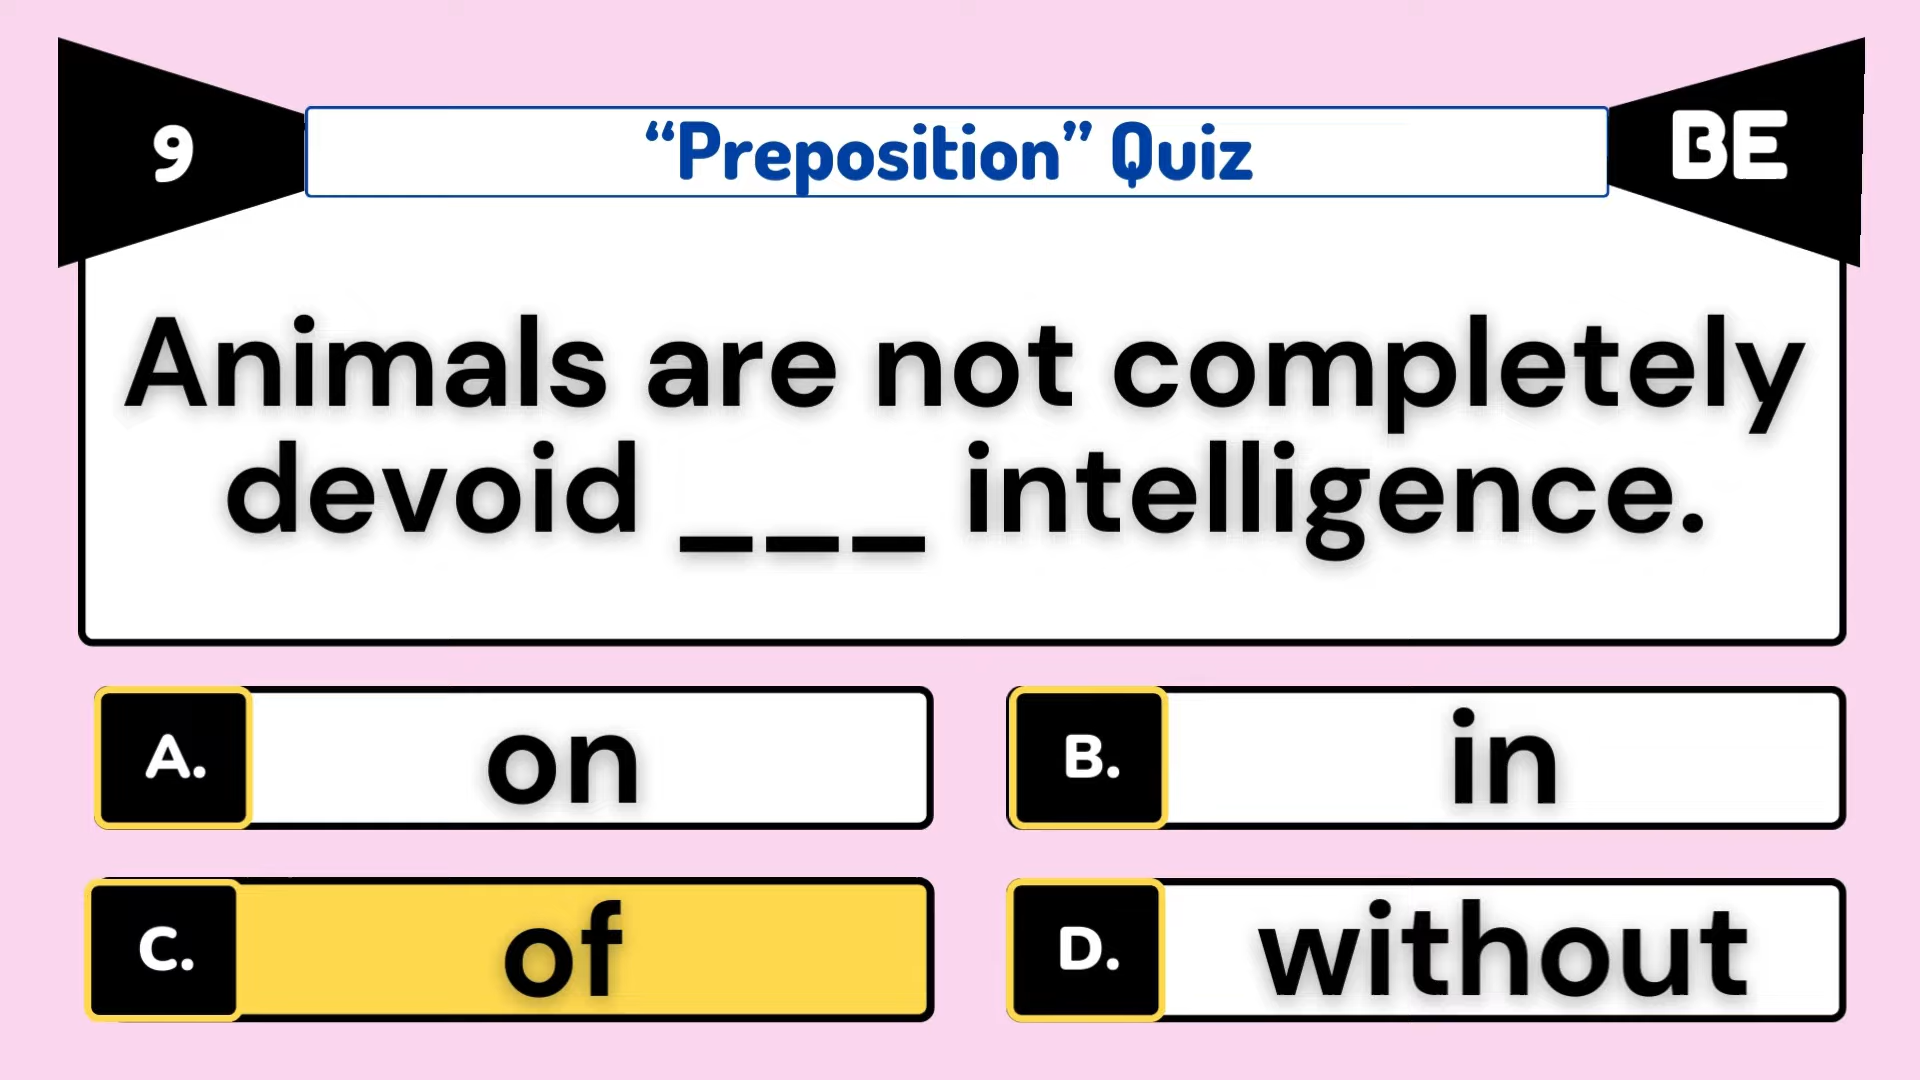 9
“Preposition” Quiz
BE
Animals are not completely
devoid ___ intelligence.
A. on
B. in
C. of
D. without